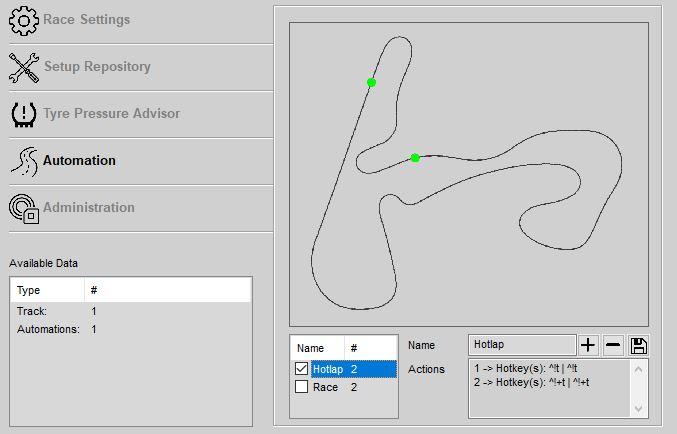 Race Settings
Setup Repository
Tyre Pressure Advisor
Automation
Administration
Available Data
Type #
Track: 1
Automations: 1
Name #
Hotlap 2
Race 2
Name Hotlap
Actions
1 -> Hotkey(s): ^!t | ^!t
2 -> Hotkey(s): ^!+t | ^!+t